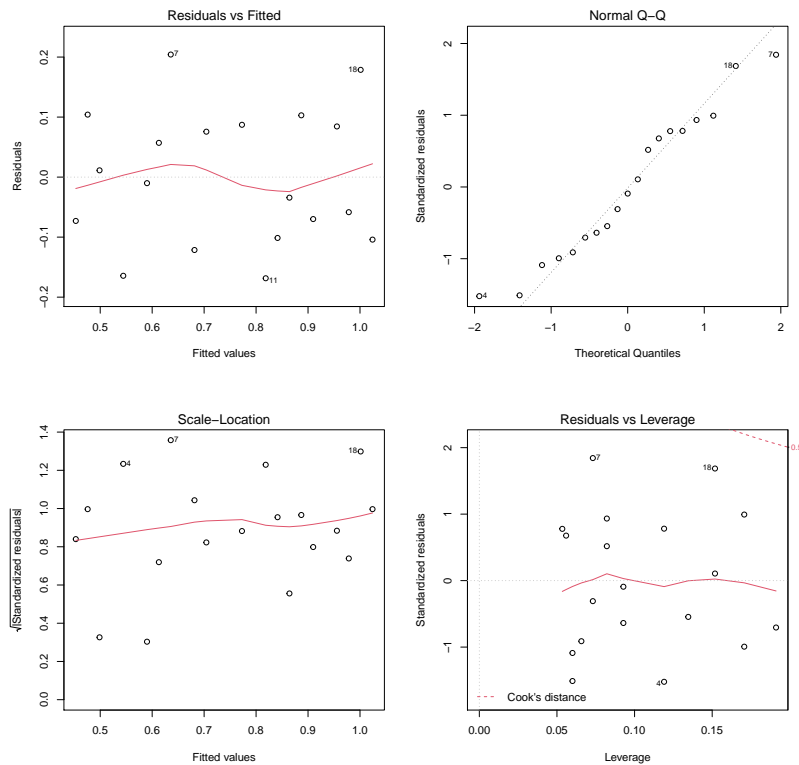 Residuals vs Fitted
Residuals
0.2
0.1
0.0
−0.1
−0.2
7
18
11
0.5 0.6 0.7 0.8 0.9 1.0
Fitted values
Normal Q−Q
Standardized residuals
2
1
0
−1
18
7
4
−2 −1 0 1 2
Theoretical Quantiles
Scale−Location
√|Standardized residuals|
1.4
1.2
1.0
0.8
0.6
0.4
0.2
0.0
7
4
18
0.5 0.6 0.7 0.8 0.9 1.0
Fitted values
Residuals vs Leverage
Standardized residuals
2
1
0
−1
7
18
4
Cook's distance
0.00 0.05 0.10 0.15
Leverage